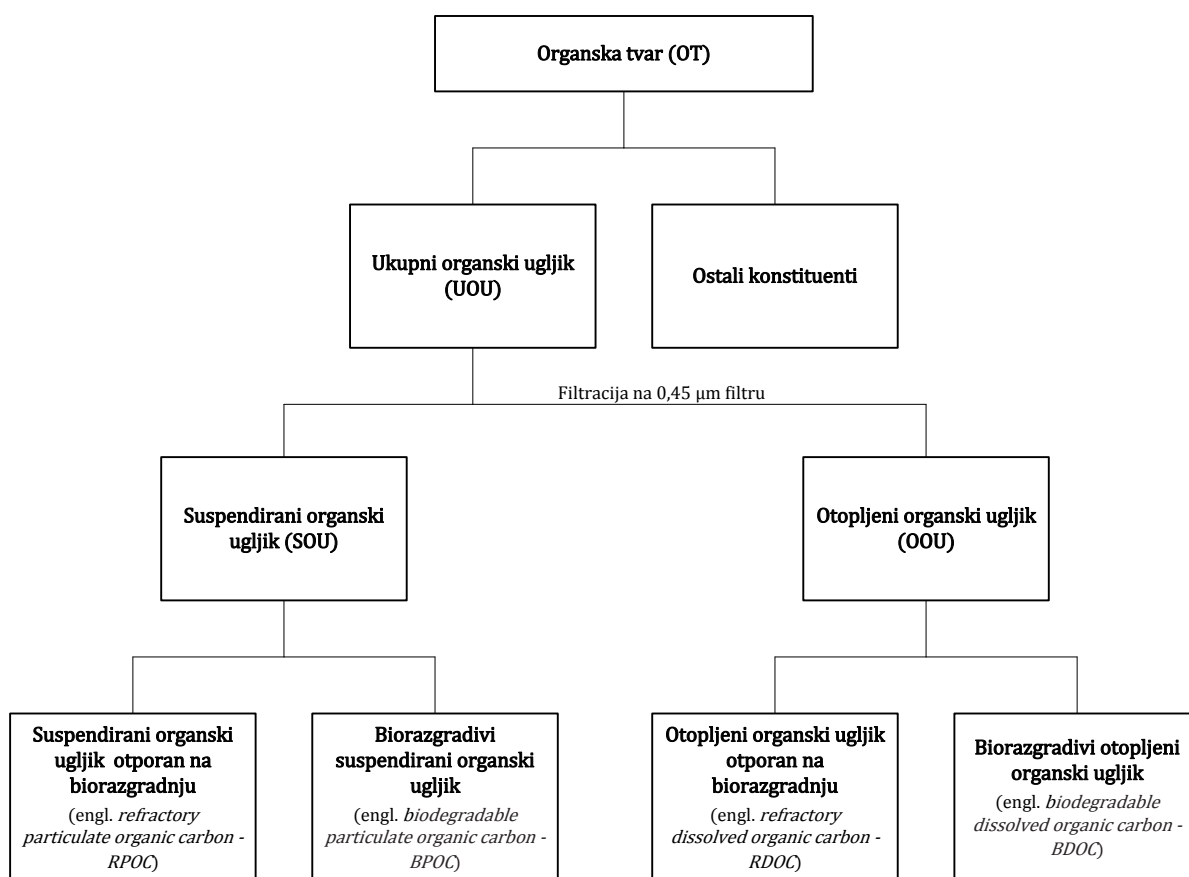 Organska tvar (OT)
Ukupni organski ugljik
(UOU)
Ostali konstituenti
Filtracija na 0,45 µm filtru
Suspendirani organski
ugljik (SOU)
Otopljeni organski ugljik
(OOU)
Suspendirani organski
ugljik otporan na
biorazgradnju
(engl. refractory
particulate organic carbon -
RPOC)
Biorazgradivi
suspendirani organski
ugljik
(engl. biodegradable
particulate organic carbon -
BPOC)
Otopljeni organski ugljik
otporan na
biorazgradnju
(engl. refractory
dissolved organic carbon -
RDOC)
Biorazgradivi otopljeni
organski ugljik
(engl. biodegradable
dissolved organic carbon -
BDOC)